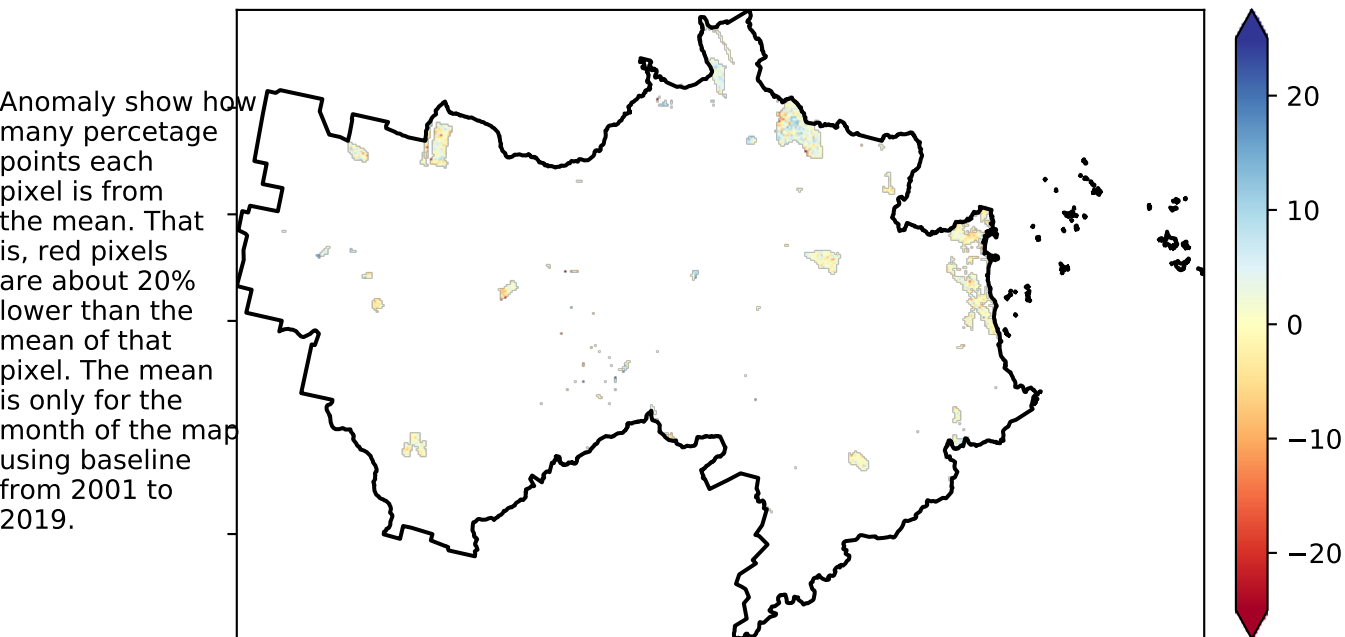 Anomaly show how
many percetage
points each
pixel is from
the mean. That
is, red pixels
are about 20%
lower than the
mean of that
pixel. The mean
is only for the
month of the map
using baseline
from 2001 to
2019.
20
10
0
−10
−20